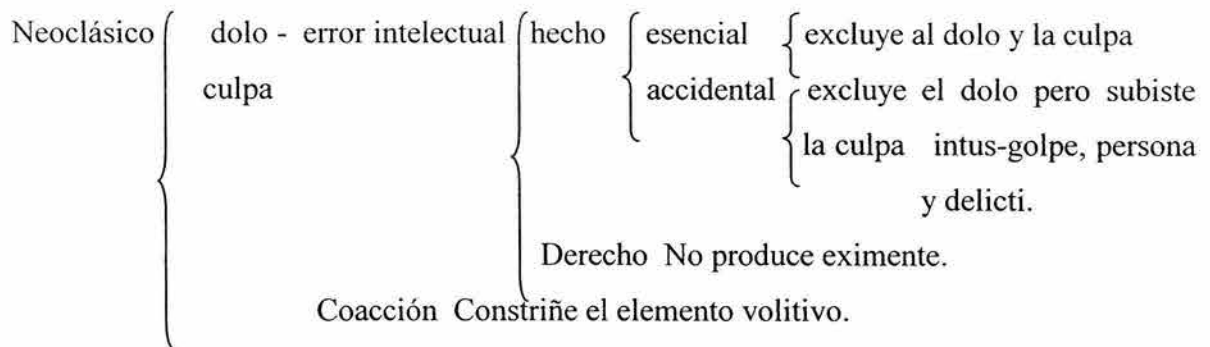 Neoclásico dolo - error intelectual hecho esencial excluye al dolo y la culpa
culpa accidental excluye el dolo pero subiste
la culpa intus-golpe, persona
y delicti.
Derecho No produce eximente.
Coacción Constriñe el elemento volitivo.